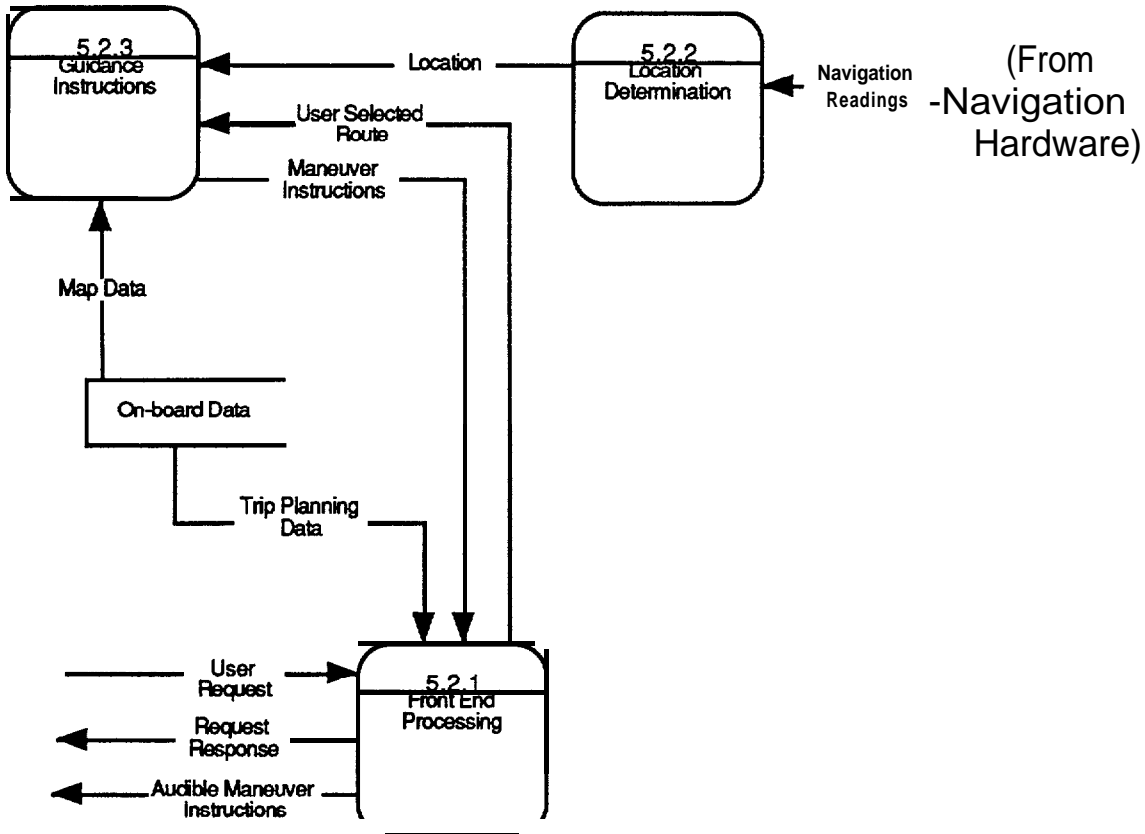 5.2.3
Guidance
Instructions
Location
5.2.2
Location
Determination
Navigation
Readings
(From
-Navigation
Hardware)
User Selected
Route
Maneuver
Instructions
Map Data
On-board Data
Trip Planning
Data
User
Request
5.2.1
Front End
Processing
Request
Response
Audible Maneuver
Instructions